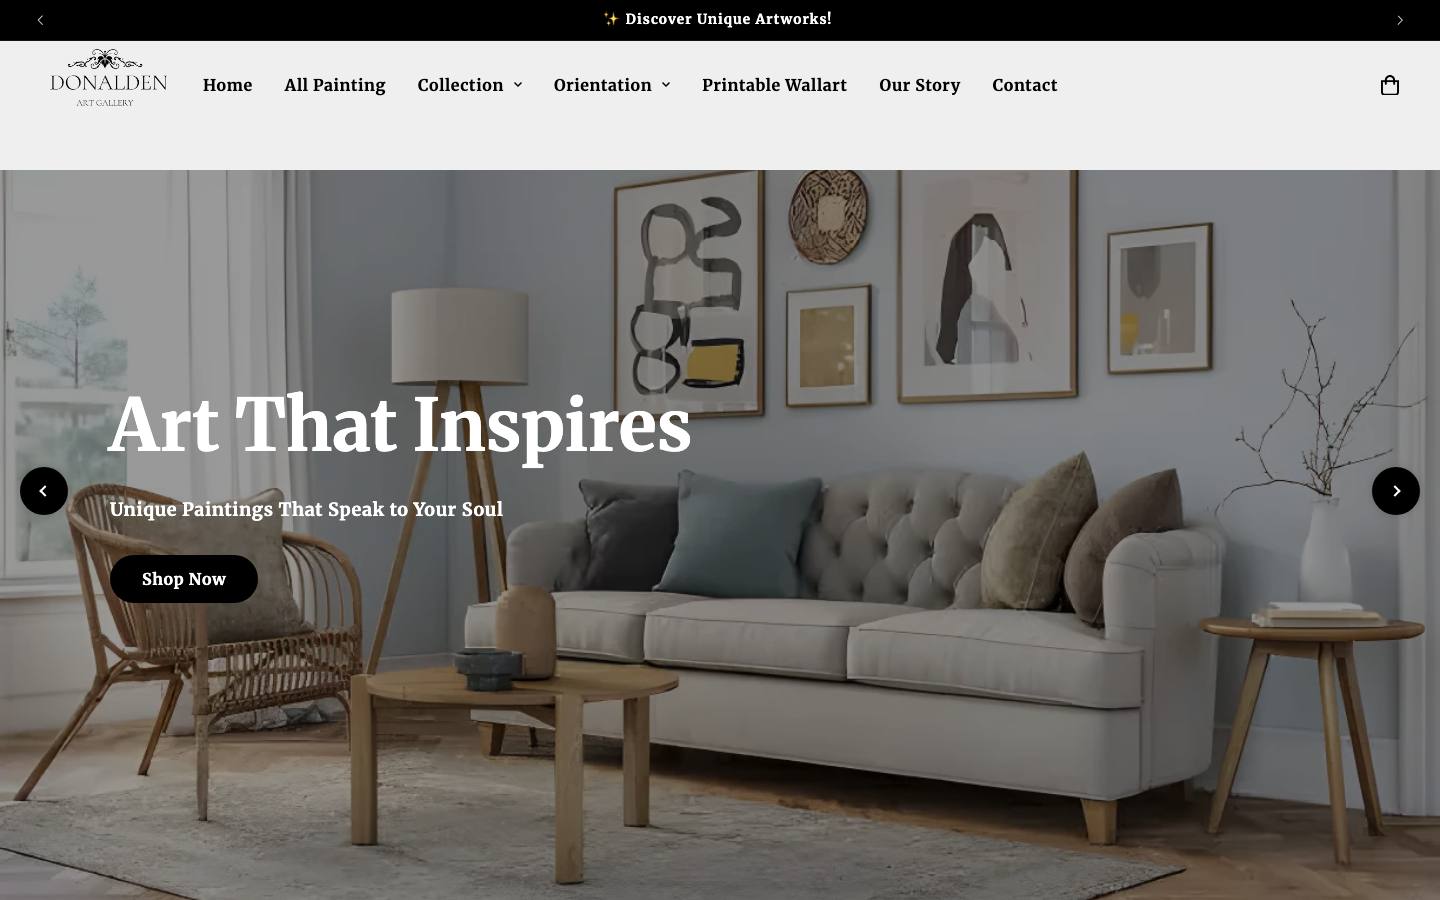 ✨ Discover Unique Artworks!
DONALDEN
ART GALLERY
Home All Painting Collection Orientation Printable Wallart Our Story Contact
Art That Inspires
Unique Paintings That Speak to Your Soul
Shop Now